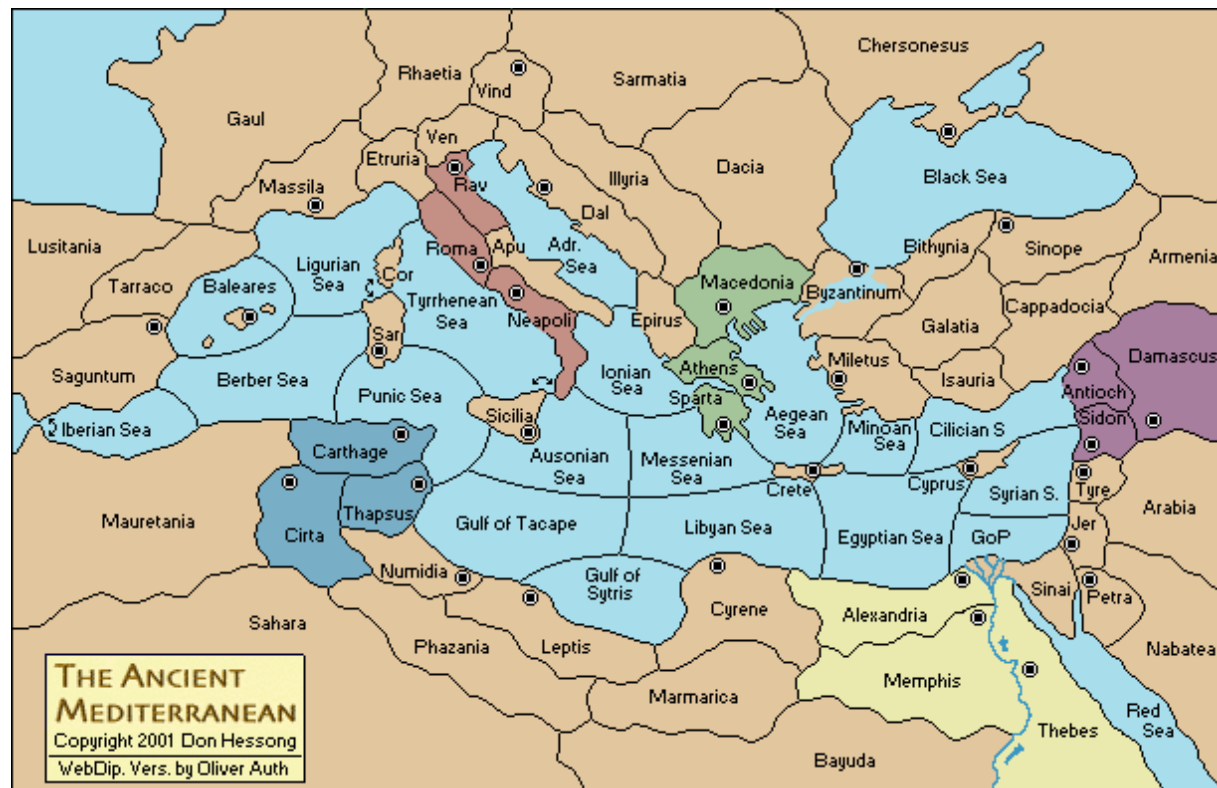 Chersonesus
Rhaetia
Sarmatia
Vind
Gaul
Ven
Etruria
Dacia
Rav
Illyria
Black Sea
Massila
Dal
Lusitania
Roma
Apu
Adr.
Sea
Bithynia
Sinope
Armenia
Ligurian
Sea
Cor
Tarraco
Baleares
Tyrrhenean
Sea
Macedonia
Byzantinum
Cappadocia
Neapoli
Epirus
Galatia
Sar
Damascus
Miletus
Saguntum
Berber Sea
Punic Sea
Ionian
Sea
Athens
Isauria
Antioch
Sparta
Sicilia
Aegean
Sea
Sidon
Iberian Sea
Minoan
Sea
Cilician S.
Carthage
Ausonian
Sea
Messenian
Sea
Crete
Cyprus
Tyre
Syrian S.
Arabia
Thapsus
Mauretania
Gulf of Tacape
Libyan Sea
Jer
Cirta
Egyptian Sea
GoP
Numidia
Gulf of
Sytris
Sinai
Petra
Cyrene
Alexandria
Sahara
Phazania
Leptis
Nabatea
Memphis
Marmarica
Red
Sea
Thebes
Bayuda
THE ANCIENT
MEDITERRANEAN
Copyright 2001 Don Hessong
WebDip. Vers. by Oliver Auth